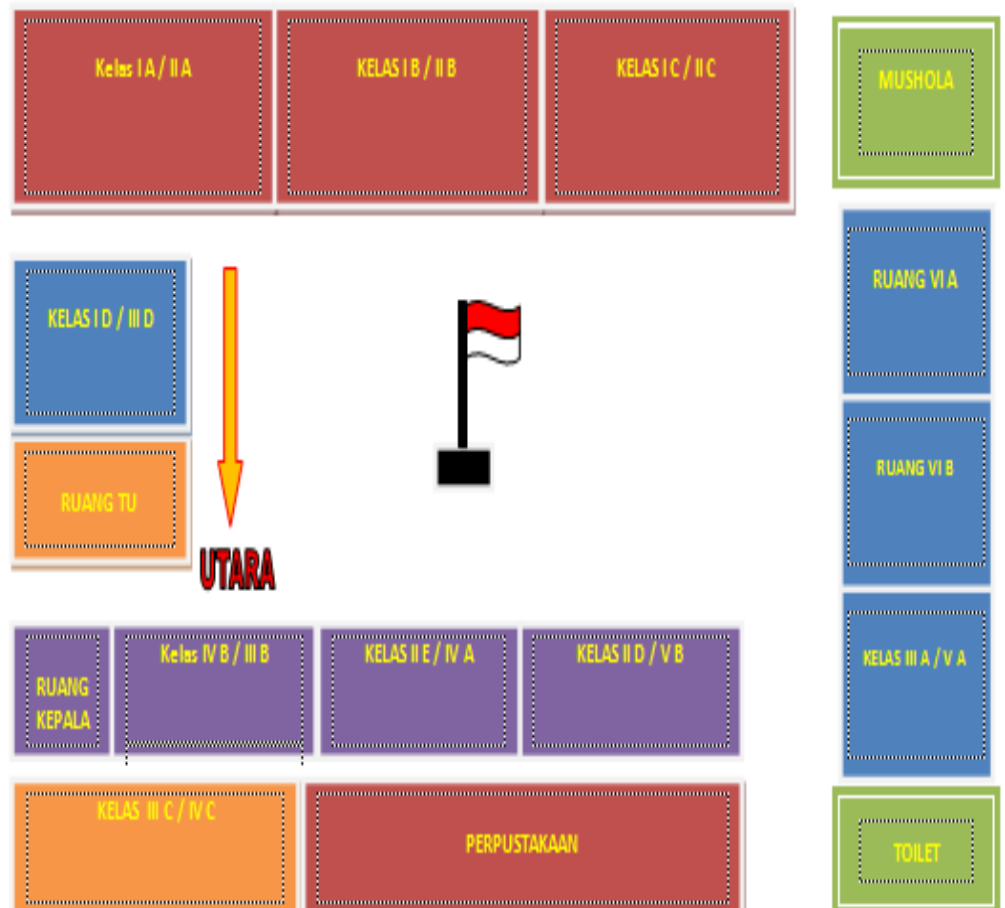 Kelas I A / II A
KELAS I B / II B
KELAS I C / II C
MUSHOLA
RUANG VI A
KELAS I D / III D
RUANG VI B
RUANG TU
UTARA
Kelas IV B / III B
KELAS II E / IV A
KELAS II D / V B
KELAS III A / V A
RUANG
KEPALA
KELAS III C / IV C
PERPUSTAKAAN
TOILET